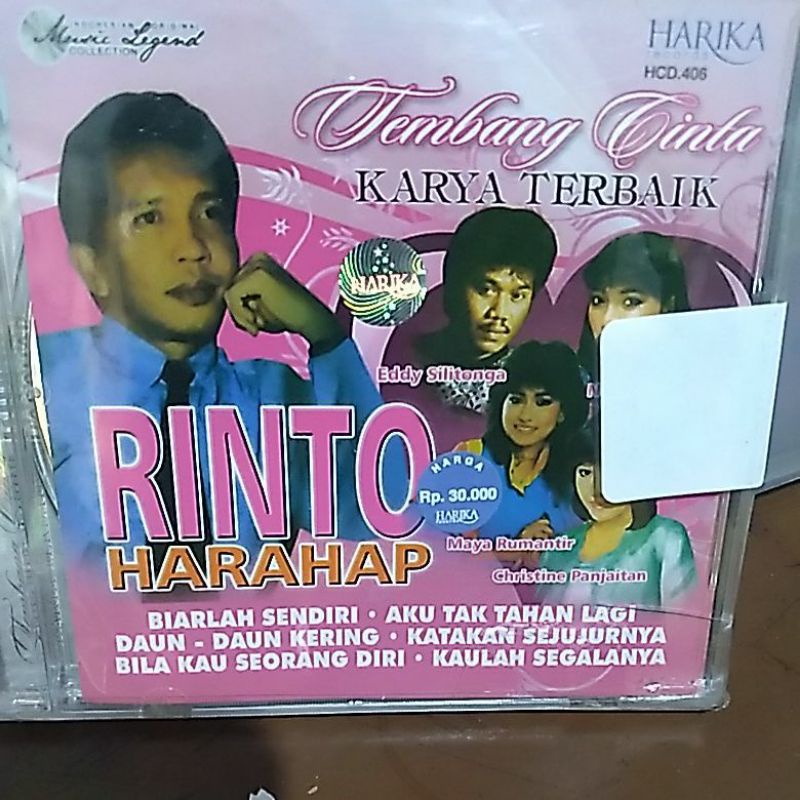 INDONESIAN ORIGINAL
Music Legend
COLLECTION
HARIKA
HCD.406
Tembang Cinta
KARYA TERBAIK
HARIKA
Eddy Silitonga
RINTO
HARAHAP
HARGA
Rp. 30.000
HARIKA
Maya Rumantir
Christine Panjaitan
BIARLAH SENDIRI • AKU TAK TAHAN LAGI
DAUN - DAUN KERING • KATAKAN SEJUJURNYA
BILA KAU SEORANG DIRI • KAULAH SEGALANYA